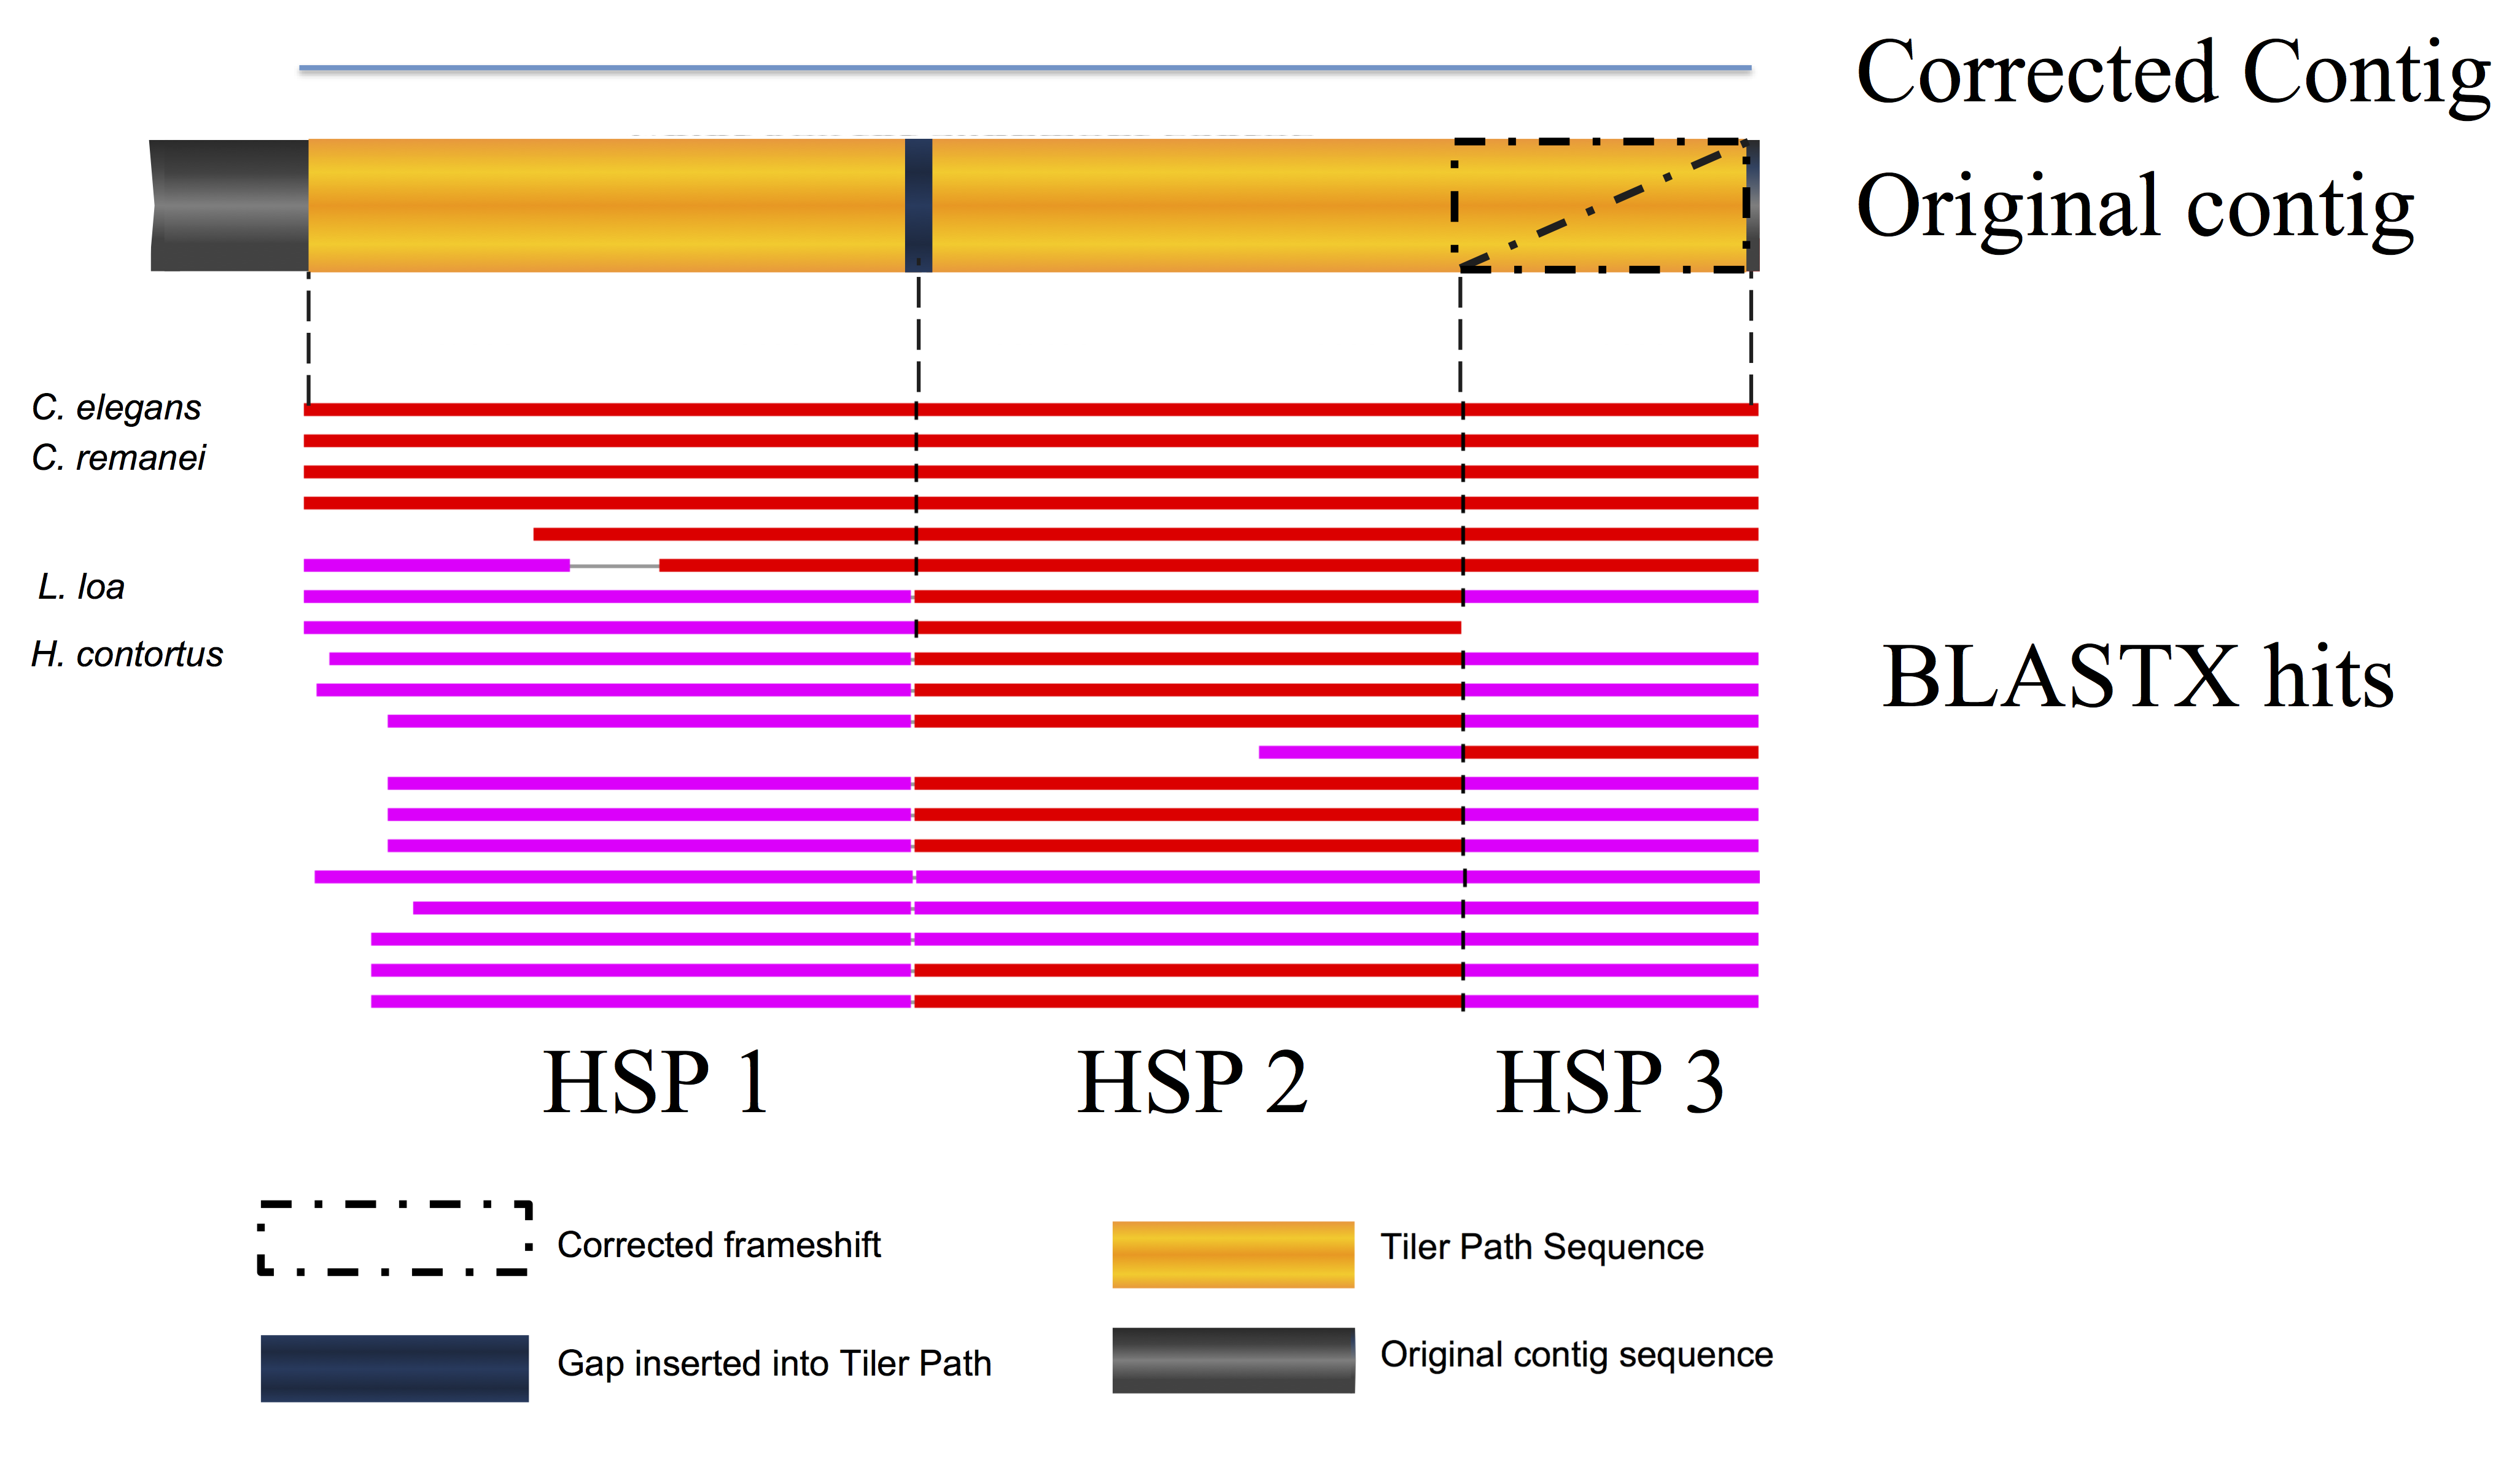 Corrected Contig
Original contig
C. elegans
C. remanei
L. loa
H. contortus
BLASTX hits
HSP 1 HSP 2 HSP 3
Corrected frameshift
Tiler Path Sequence
Gap inserted into Tiler Path
Original contig sequence